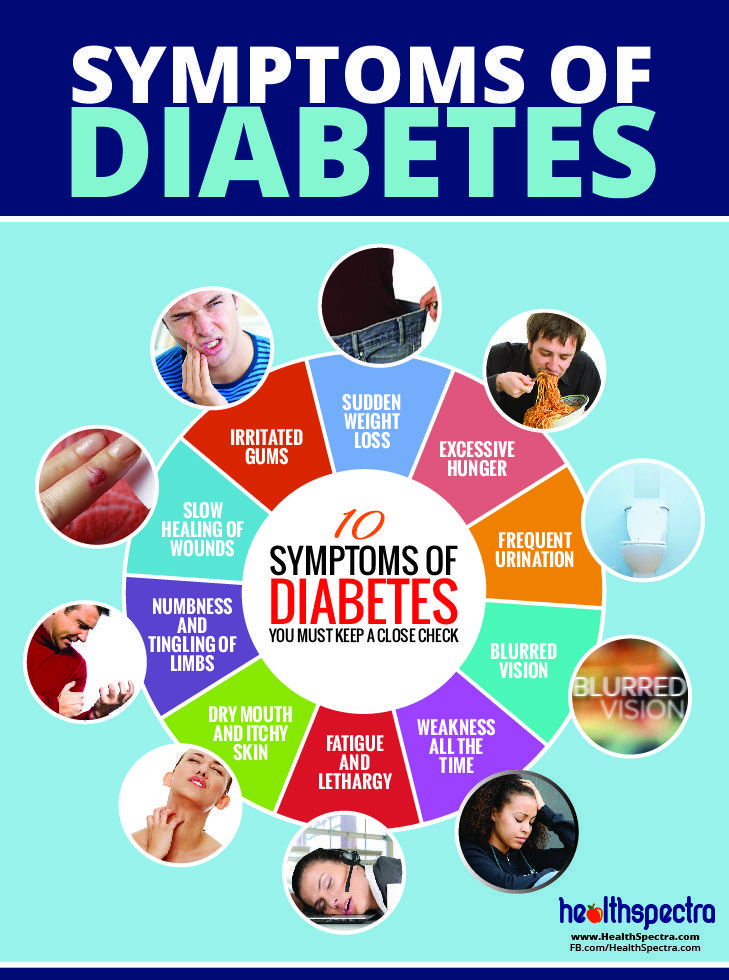 SYMPTOMS OF
DIABETES
SUDDEN
WEIGHT
LOSS
EXCESSIVE
HUNGER
FREQUENT
URINATION
BLURRED
VISION
BLURRED
VISION
WEAKNESS
ALL THE
TIME
FATIGUE
AND
LETHARGY
DRY MOUTH
AND ITCHY
SKIN
NUMBNESS
AND
TINGLING OF
LIMBS
SLOW
HEALING OF
WOUNDS
IRRITATED
GUMS
10
SYMPTOMS OF
DIABETES
YOU MUST KEEP A CLOSE CHECK
healthspectra
www.HealthSpectra.com
FB.com/HealthSpectra.com